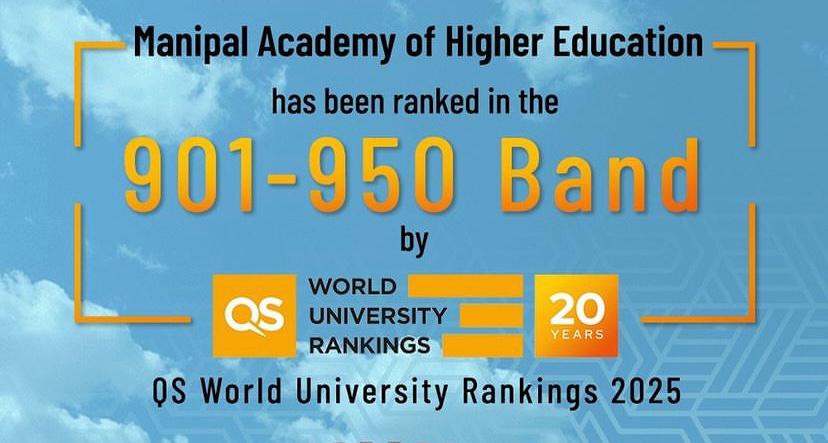 Manipal Academy of Higher Education
has been ranked in the
901-950 Band
by
QS
WORLD
UNIVERSITY
RANKINGS
20
YEARS
QS World University Rankings 2025